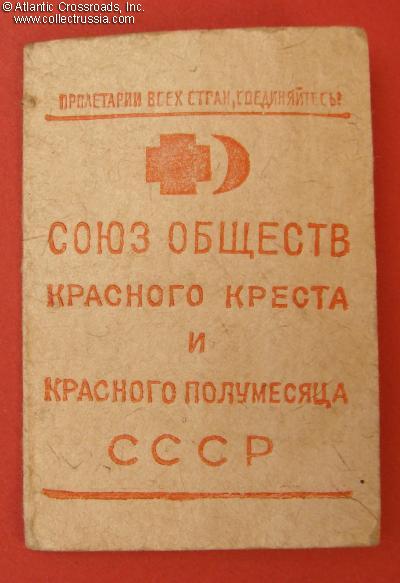 © Atlantic Crossroads, Inc.
www.collectrussia.com
ПРОЛЕТАРИИ ВСЕХ СТРАН, СОЕДИНЯЙТЕСЬ!
СОЮЗ ОБЩЕСТВ
КРАСНОГО КРЕСТА
И
КРАСНОГО ПОЛУМЕСЯЦА
СССР